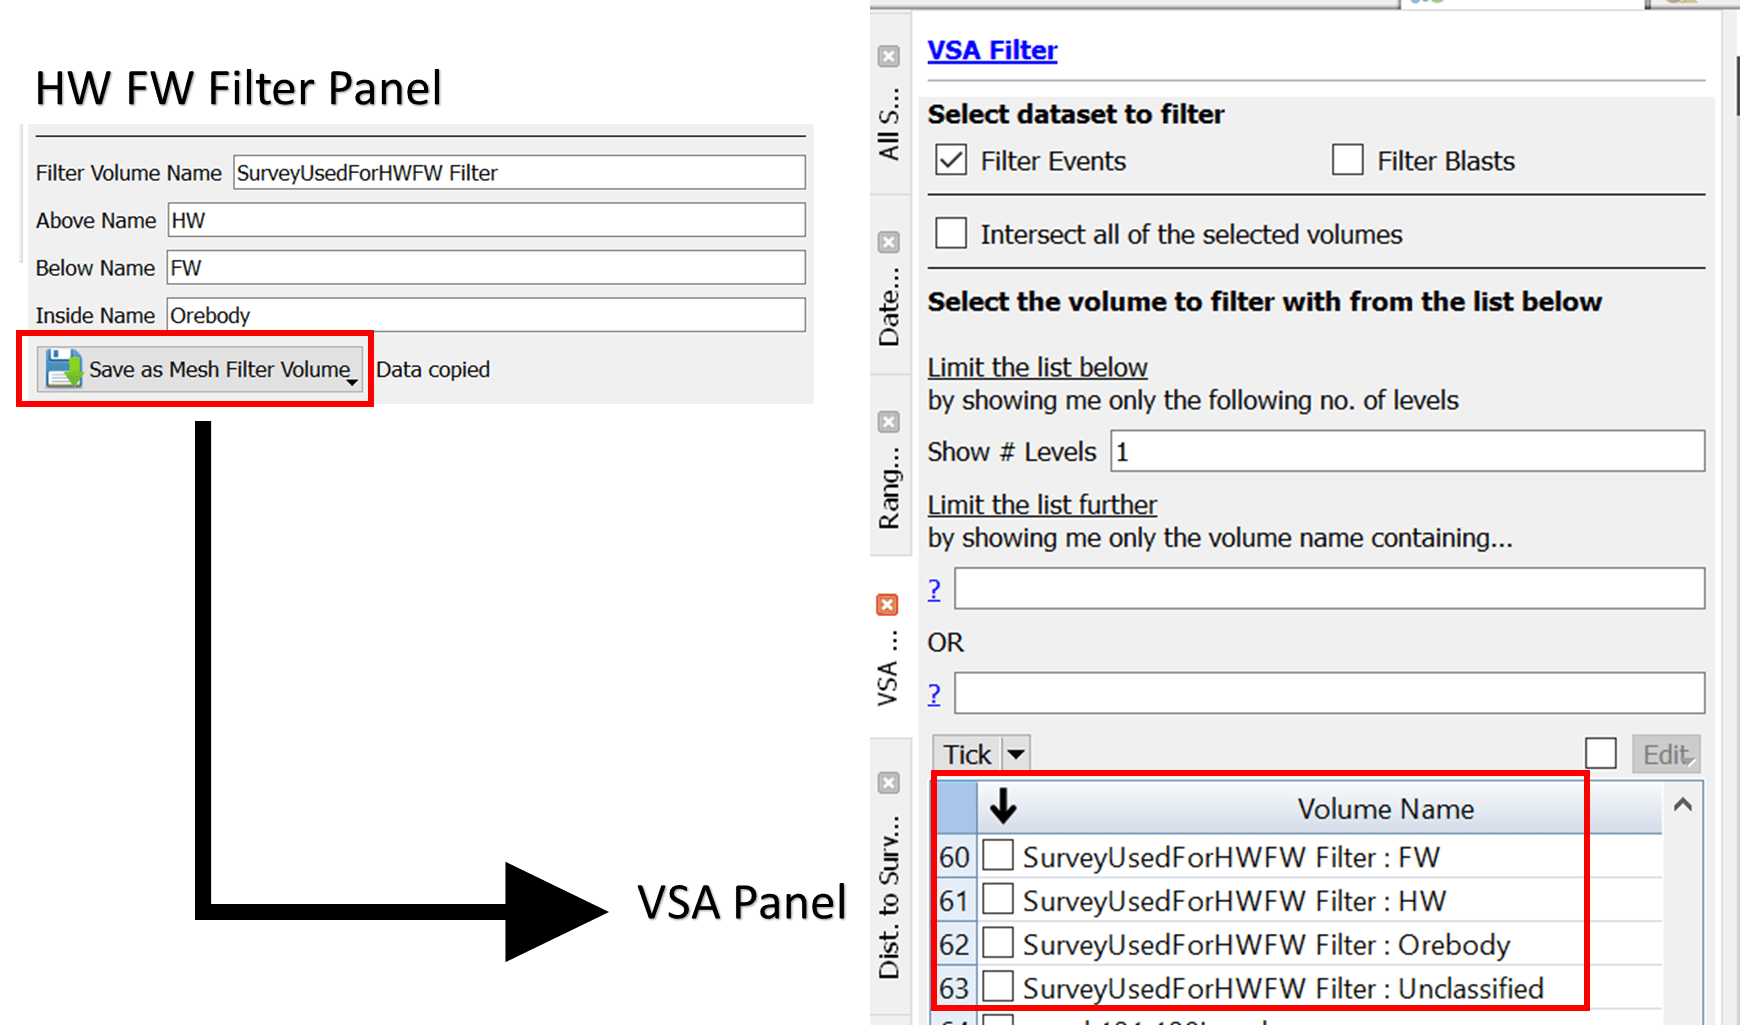 HW FW Filter Panel
Filter Volume Name SurveyUsedForHWFW Filter
Above Name HW
Below Name FW
Inside Name Orebody
Save as Mesh Filter Volume Data copied
VSA Panel
All S...
Date...
Rang...
VSA ...
Dist. to Surv...
VSA Filter
Select dataset to filter
Filter Events Filter Blasts
Intersect all of the selected volumes
Select the volume to filter with from the list below
Limit the list below
by showing me only the following no. of levels
Show # Levels 1
Limit the list further
by showing me only the volume name containing...
?
OR
?
Tick Edit
Volume Name
60 SurveyUsedForHWFW Filter : FW
61 SurveyUsedForHWFW Filter : HW
62 SurveyUsedForHWFW Filter : Orebody
63 SurveyUsedForHWFW Filter : Unclassified